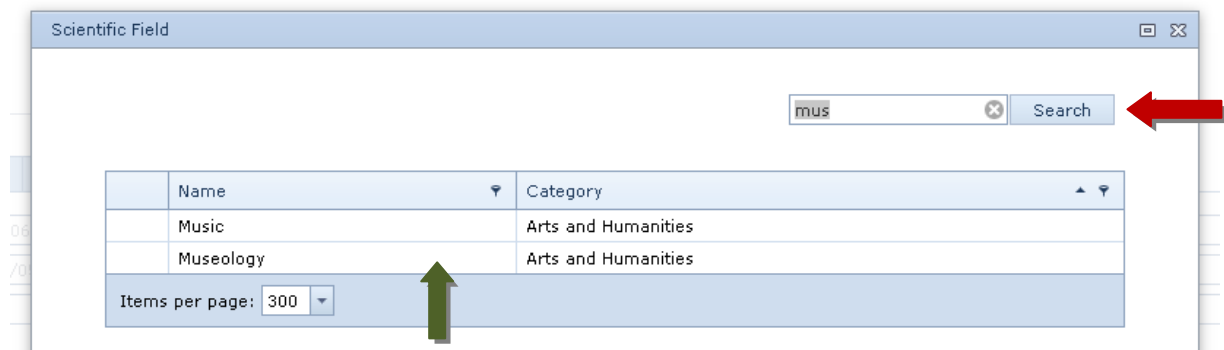 Scientific Field
mus Search
Name Category
Music Arts and Humanities
Museology Arts and Humanities
Items per page: 300